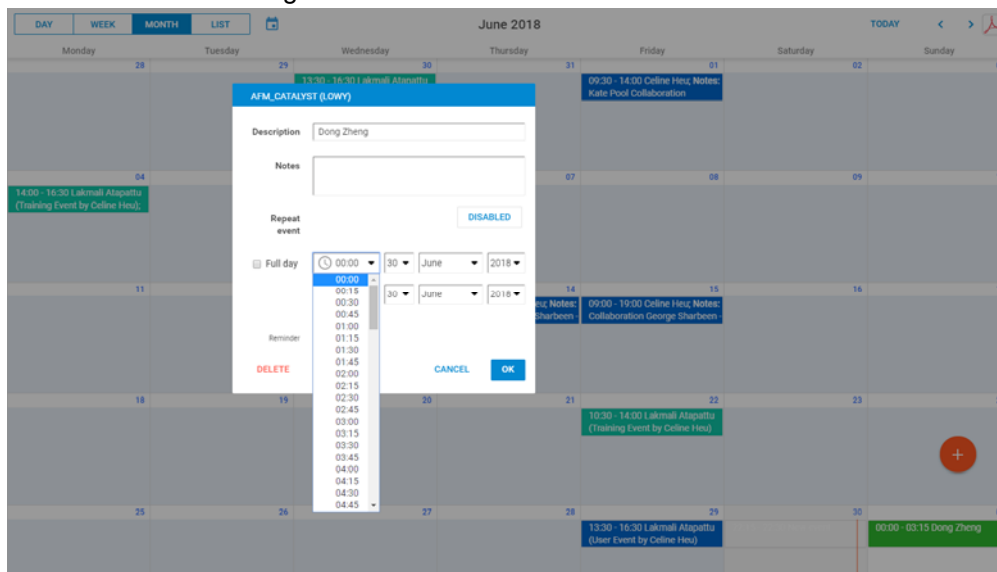 DAY WEEK MONTH LIST June 2018 TODAY < >
Monday Tuesday Wednesday Thursday Friday Saturday Sunday
28 29 30 31 01 02
13:30 - 16:30 Lakmali Atapattu
09:30 - 14:00 Celine Heu; Notes:
Kate Pool Collaboration
AFM_CATALYST (LOWY)
Description Dong Zheng
Notes
04 07 08 09
14:00 - 16:30 Lakmali Atapattu
(Training Event by Celine Heu);
Repeat
event
DISABLED
Full day 00:00 30 June 2018
30 June 2018
00:00
00:15
00:30
00:45
01:00
01:15
01:30
01:45
02:00
02:15
02:30
02:45
03:00
03:15
03:30
03:45
04:00
04:15
04:30
04:45
Reminder
DELETE CANCEL OK
11 14 15 16
eu; Notes:
Sharbeen -
09:00 - 19:00 Celine Heu; Notes:
Collaboration George Sharbeen -
18 19 20 21 22 23
10:30 - 14:00 Lakmali Atapattu
(Training Event by Celine Heu)
+
25 26 27 28 29 30
13:30 - 16:30 Lakmali Atapattu
(User Event by Celine Heu)
00:00 - 03:15 Dong Zheng